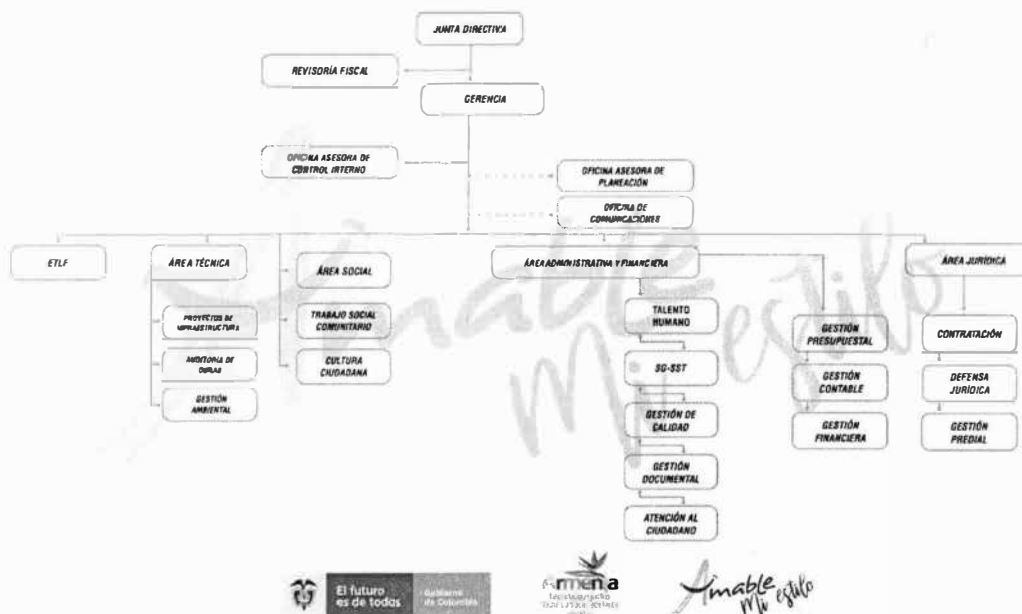 JUNTA DIRECTIVA
REVISORÍA FISCAL
GERENCIA
OFICINA ASESORA DE
CONTROL INTERNO
OFICINA ASESORA DE
PLANEACIÓN
OFICINA DE
COMUNICACIONES
ETLF
ÁREA TÉCNICA
ÁREA SOCIAL
ÁREA ADMINISTRATIVA Y FINANCIERA
ÁREA JURÍDICA
PROYECTOS DE
INFRAESTRUCTURA
AUDITORIA DE
OBRAS
GESTIÓN
AMBIENTAL
TRABAJO SOCIAL
COMUNITARIO
CULTURA
CIUDADANA
TALENTO
HUMANO
SG-SST
GESTIÓN DE
CALIDAD
GESTIÓN
DOCUMENTAL
ATENCIÓN AL
CIUDADANO
GESTIÓN
PRESUPUESTAL
GESTIÓN
CONTABLE
GESTIÓN
FINANCIERA
CONTRATACIÓN
DEFENSA
JURÍDICA
GESTIÓN
PREDIAL
Amable
Mi estilo
El futuro
es de todos
Gobierno
de Colombia
Armenia
Amable
Mi estilo